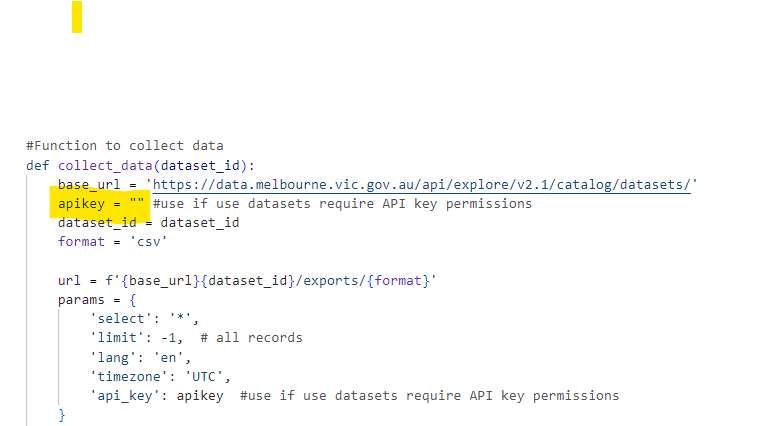 #Function to collect data
def collect_data(dataset_id):
    base_url = 'https://data.melbourne.vic.gov.au/api/explore/v2.1/catalog/datasets/'
    apikey = "" #use if use datasets require API key permissions
    dataset_id = dataset_id
    format = 'csv'
    url = f'{base_url}{dataset_id}/exports/{format}'
    params = {
        'select': '*',
        'limit': -1,  # all records
        'lang': 'en',
        'timezone': 'UTC',
        'api_key': apikey  #use if use datasets require API key permissions
    }